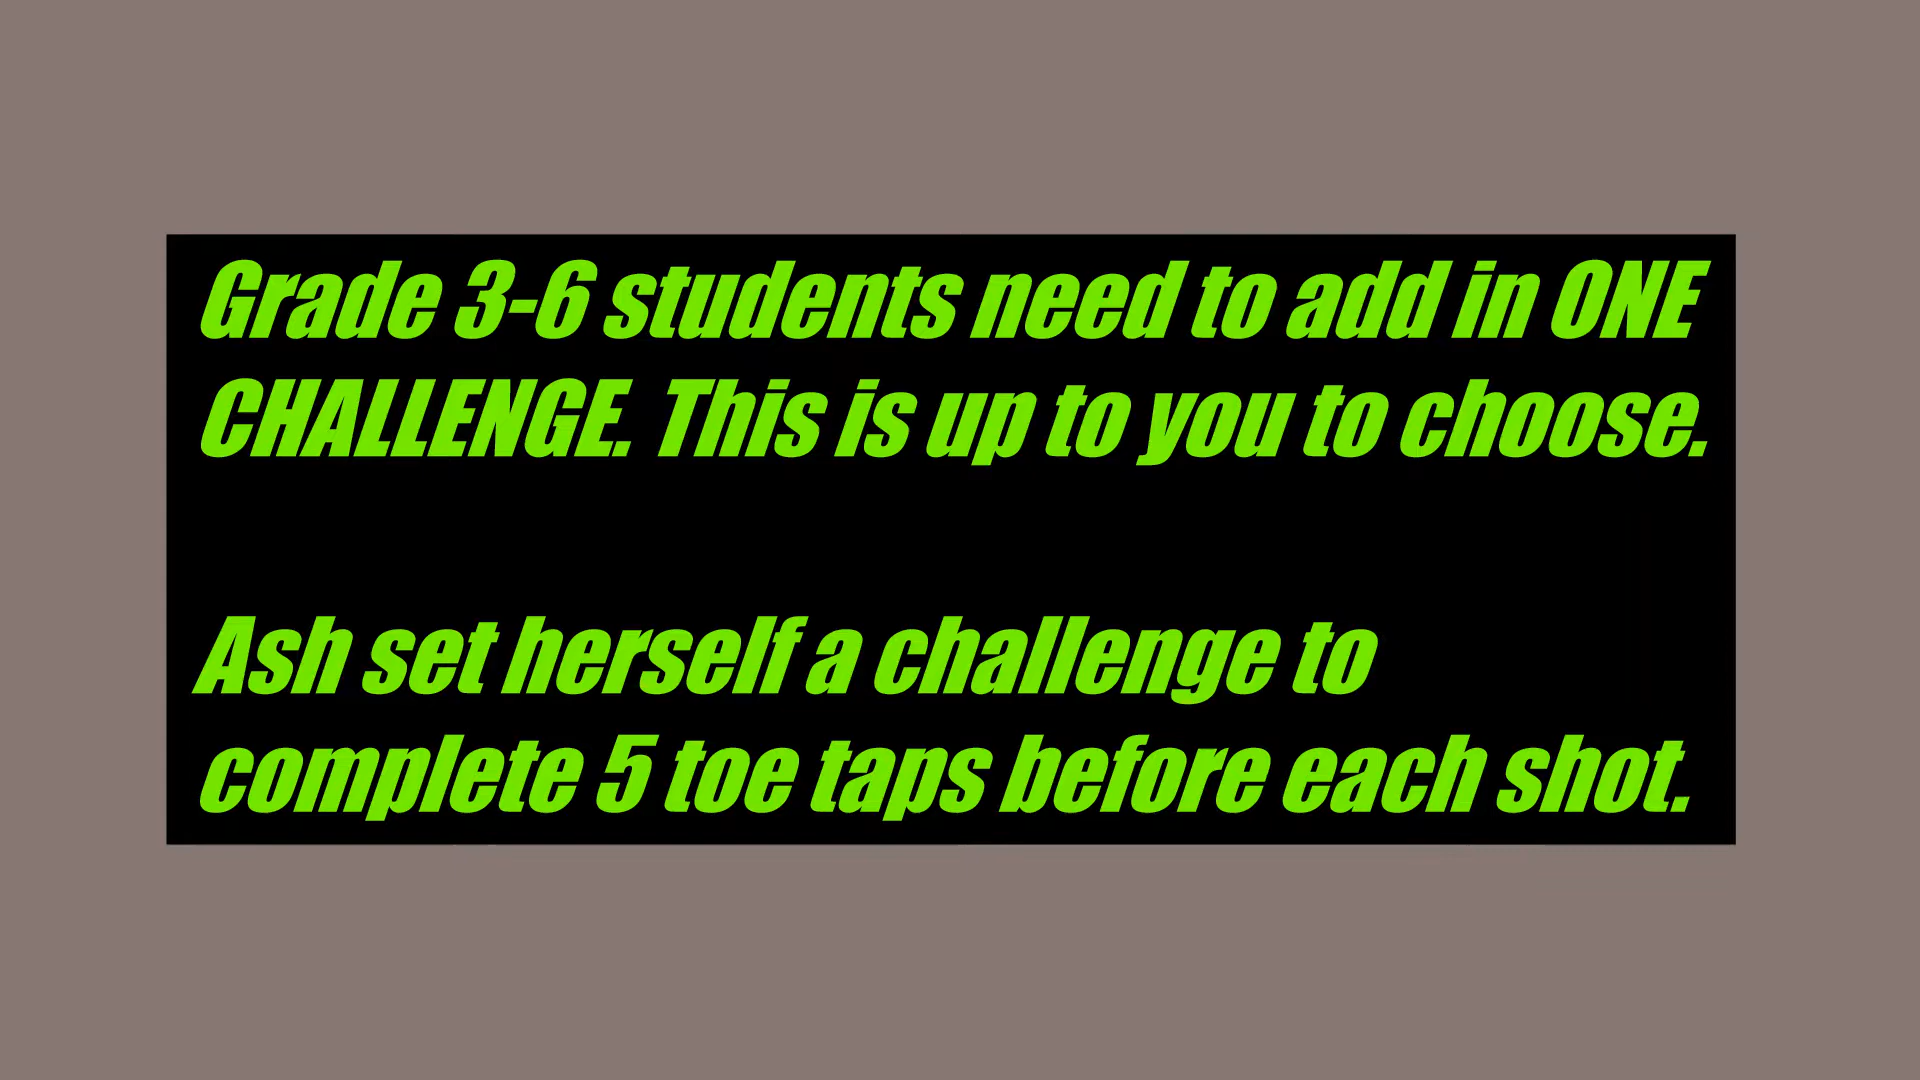 Grade 3-6 students need to add in ONE
CHALLENGE. This is up to you to choose.
Ash set herself a challenge to
complete 5 toe taps before each shot.